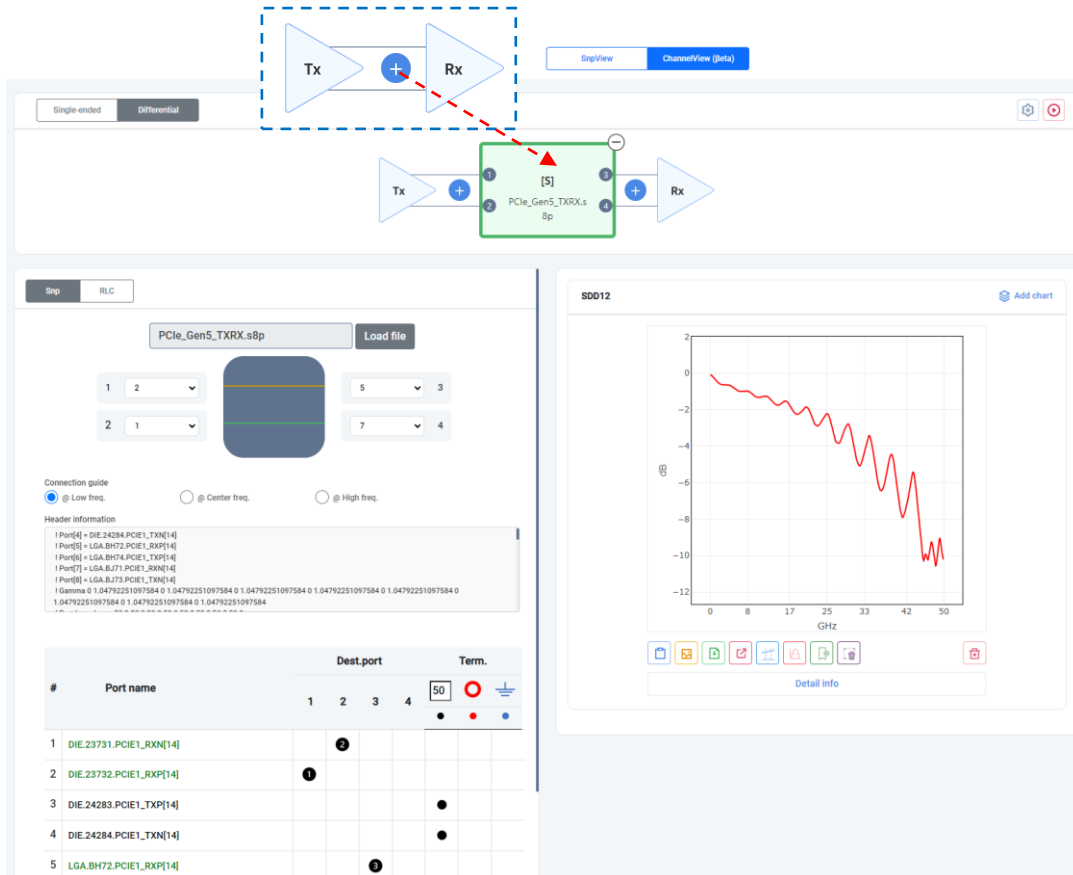 Tx
+
Rx
SnpView
ChannelView (βeta)
Single-ended
Differential
Tx
+
1
2
[S]
PCIe_Gen5_TXRX.s
8p
3
4
+
Rx
Snp
RLC
PCIe_Gen5_TXRX.s8p
Load file
1
2
5
3
2
1
7
4
Connection guide
@ Low freq.
@ Center freq.
@ High freq.
Header information
! Port[4] = DIE.24284.PCIE1_TXN[14]
! Port[5] = LGA.BH72.PCIE1_RXP[14]
! Port[6] = LGA.BH74.PCIE1_TXP[14]
! Port[7] = LGA.BJ71.PCIE1_RXN[14]
! Port[8] = LGA.BJ73.PCIE1_TXN[14]
! Gamma 0 1.04792251097584 0 1.04792251097584 0 1.04792251097584 0 1.04792251097584 0 1.04792251097584 0
1.04792251097584 0 1.04792251097584 0 1.04792251097584
Dest.port
Term.
#
Port name
1
2
3
4
50
1 DIE.23731.PCIE1_RXN[14] 2
2 DIE.23732.PCIE1_RXP[14] 1
3 DIE.24283.PCIE1_TXP[14]
4 DIE.24284.PCIE1_TXN[14]
5 LGA.BH72.PCIE1_RXP[14] 3
SDD12
Add chart
2
0
−2
−4
−6
−8
−10
−12
dB
0 8 17 25 33 42 50
GHz
Detail info